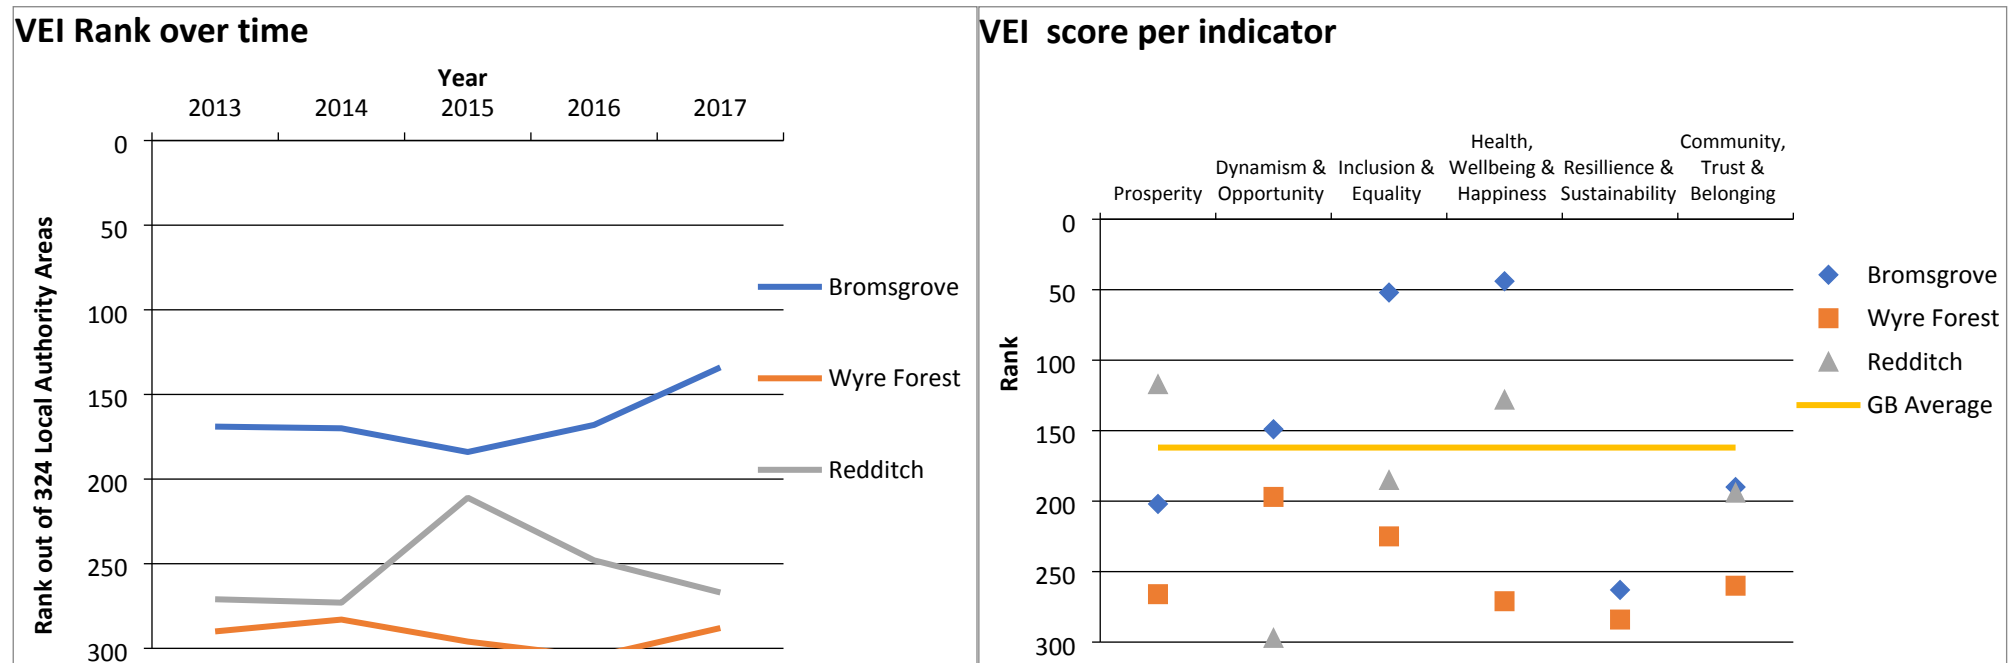 VEI Rank over time
Year
2013 2014 2015 2016 2017
0
50
100
150
200
250
300
Rank out of 324 Local Authority Areas
Bromsgrove
Wyre Forest
Redditch
VEI score per indicator
Prosperity
Dynamism &
Opportunity
Inclusion &
Equality
Health,
Wellbeing &
Happiness
Resillience &
Sustainability
Community,
Trust &
Belonging
0
50
100
150
200
250
300
Rank
Bromsgrove
Wyre Forest
Redditch
GB Average